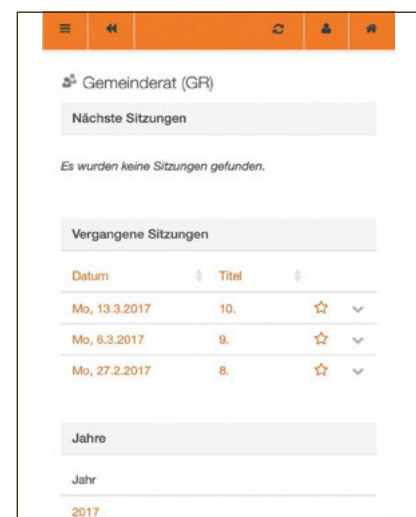 Gemeinderat (GR)
Nächste Sitzungen
Es wurden keine Sitzungen gefunden.
Vergangene Sitzungen
Datum Titel
Mo, 13.3.2017 10.
Mo, 6.3.2017 9.
Mo, 27.2.2017 8.
Jahre
Jahr
2017